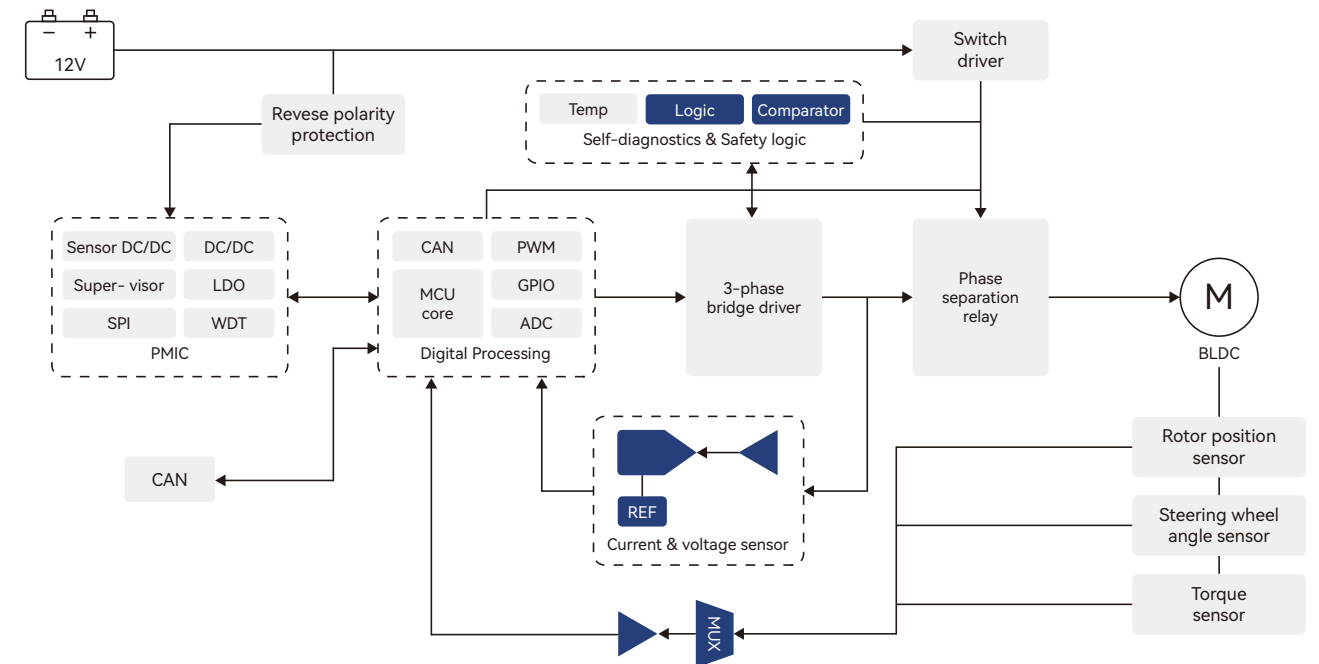 − +
12V
Switch
driver
Revese polarity
protection
Temp
Logic
Comparator
Self-diagnostics & Safety logic
Sensor DC/DC
DC/DC
Super- visor
LDO
SPI
WDT
PMIC
CAN
PWM
MCU
core
GPIO
ADC
Digital Processing
3-phase
bridge driver
Phase
separation
relay
M
BLDC
CAN
REF
Current & voltage sensor
Rotor position
sensor
Steering wheel
angle sensor
Torque
sensor
MUX